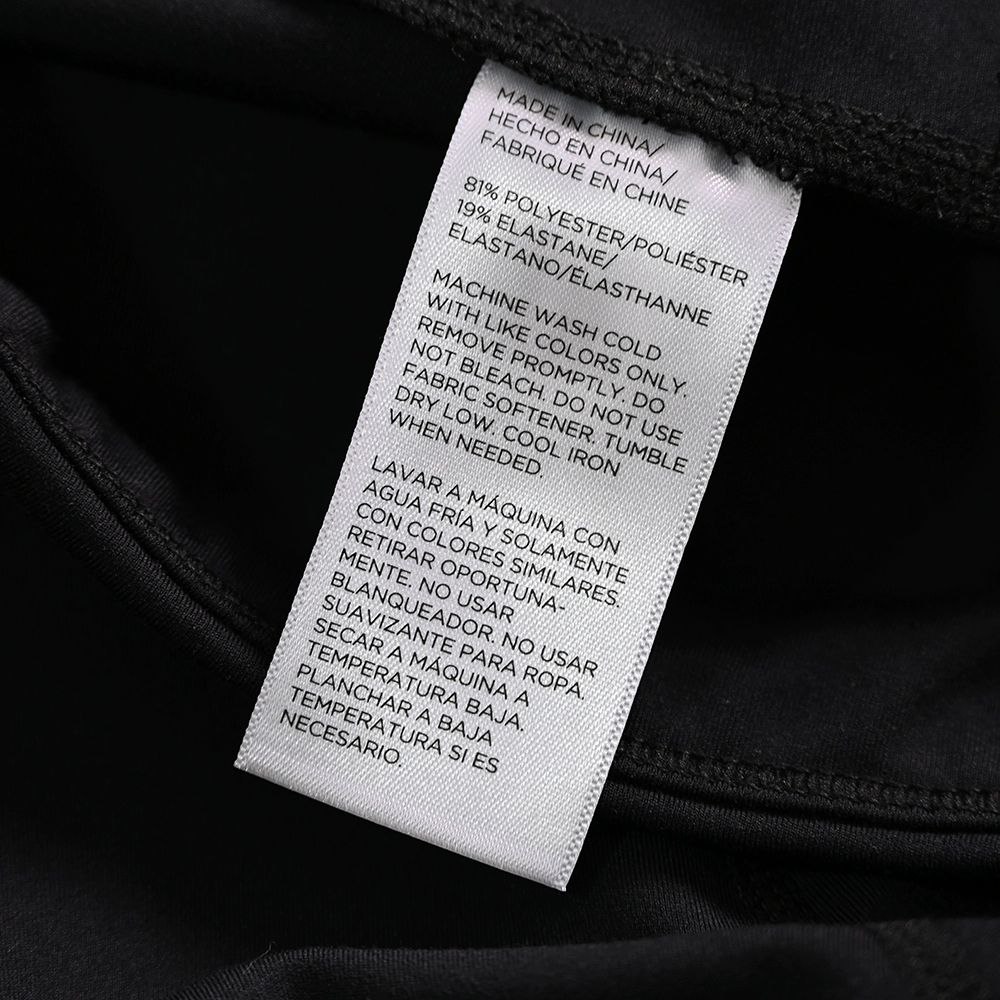 MADE IN CHINA/
HECHO EN CHINA/
FABRIQUÉ EN CHINE
81% POLYESTER/POLIÉSTER
19% ELASTANE/
ELASTANO/ÉLASTHANNE
MACHINE WASH COLD
WITH LIKE COLORS ONLY.
REMOVE PROMPTLY. DO
NOT BLEACH. DO NOT USE
FABRIC SOFTENER. TUMBLE
DRY LOW. COOL IRON
WHEN NEEDED.
LAVAR A MÁQUINA CON
AGUA FRÍA Y SOLAMENTE
CON COLORES SIMILARES.
RETIRAR OPORTUNA-
MENTE. NO USAR
BLANQUEADOR. NO USAR
SUAVIZANTE PARA ROPA.
SECAR A MÁQUINA A
TEMPERATURA BAJA.
PLANCHAR A BAJA
TEMPERATURA SI ES
NECESARIO.